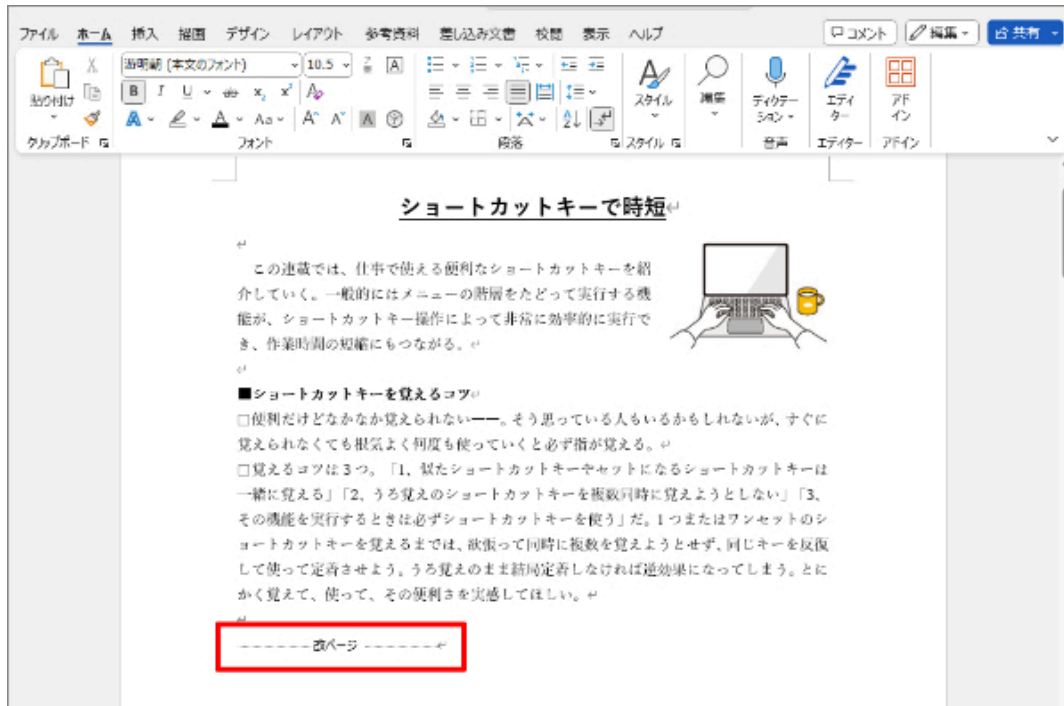 ファイル ホーム 挿入 描画 デザイン レイアウト 参考資料 差し込み文書 校閲 表示 ヘルプ コメント 編集 共有
游明朝 (本文のフォント) 10.5
貼り付け スタイル 編集 ディクテーション エディター アドイン
クリップボード フォント 段落 スタイル 音声 エディター アドイン
ショートカットキーで時短
この連載では、仕事で使える便利なショートカットキーを紹
介していく。一般的にはメニューの階層をたどって実行する機
能が、ショートカットキー操作によって非常に効率的に実行で
き、作業時間の短縮にもつながる。
■ショートカットキーを覚えるコツ
□便利だけどなかなか覚えられない――。そう思っている人もいるかもしれないが、すぐに
覚えられなくても根気よく何度も使っていくと必ず指が覚える。
□覚えるコツは3つ。「1、似たショートカットキーやセットになるショートカットキーは
一緒に覚える」「2、うろ覚えのショートカットキーを複数同時に覚えようとしない」「3、
その機能を実行するときは必ずショートカットキーを使う」だ。1つまたはワンセットのシ
ョートカットキーを覚えるまでは、欲張って同時に複数を覚えようとせず、同じキーを反復
して使って定着させよう。うろ覚えのまま結局定着しなければ逆効果になってしまう。とに
かく覚えて、使って、その便利さを実感してほしい。
改ページ